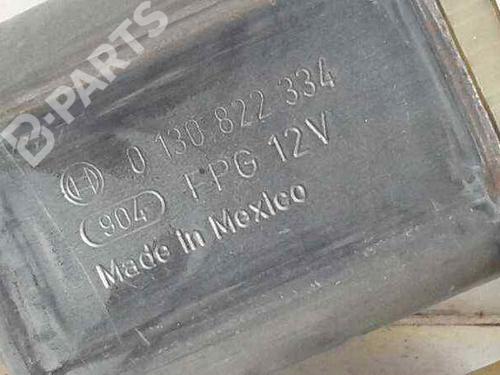 B-PARTS
0 130 822 334
904 FPG 12V
Made in Mexico